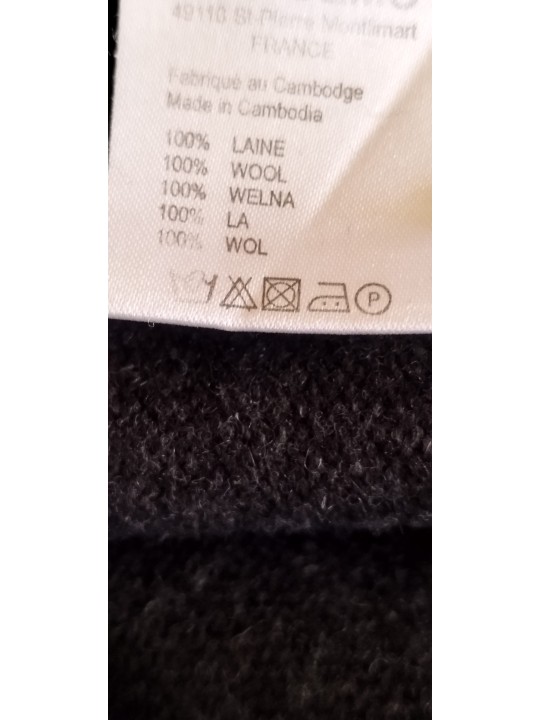 49110 St-Pierre Montlimart
FRANCE
Fabriqué au Cambodge
Made in Cambodia
100% LAINE
100% WOOL
100% WELNA
100% LA
100% WOL
P